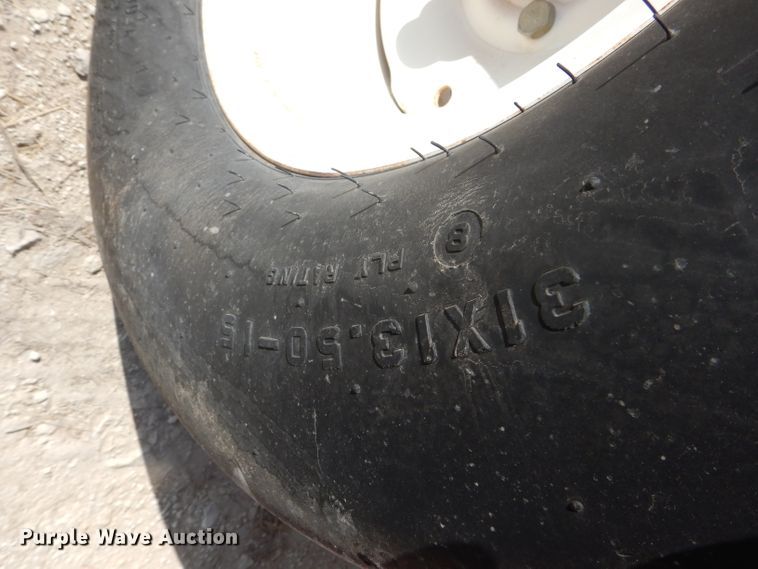 8
PLY RATING
31X13.50-15
Purple Wave Auction